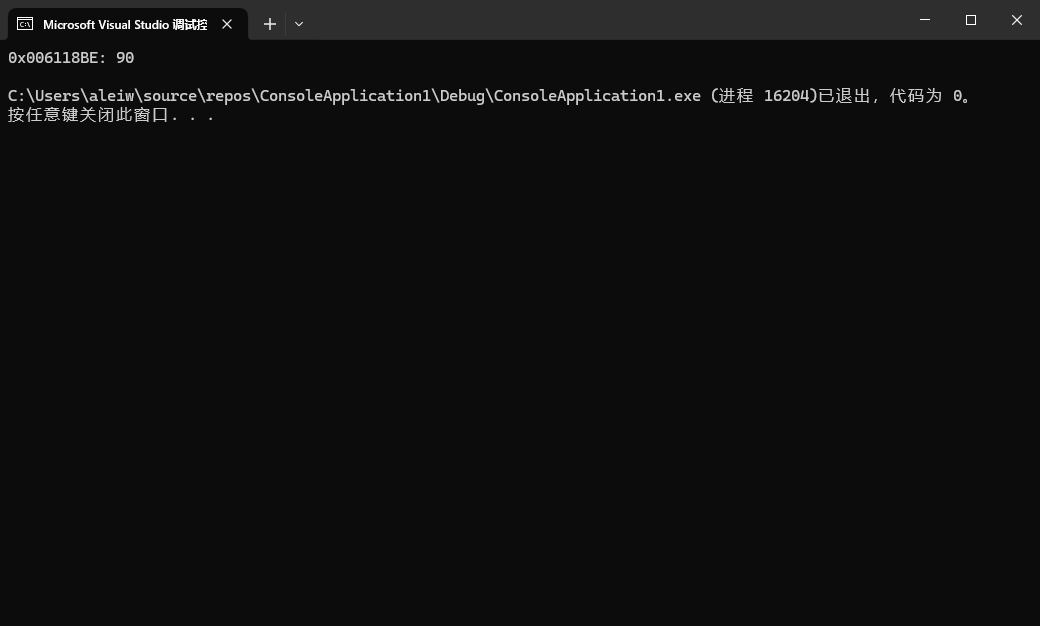 Microsoft Visual Studio 调试控
0x006118BE: 90
C:\Users\aleiw\source\repos\ConsoleApplication1\Debug\ConsoleApplication1.exe (进程 16204)已退出，代码为 0。
按任意键关闭此窗口. . .